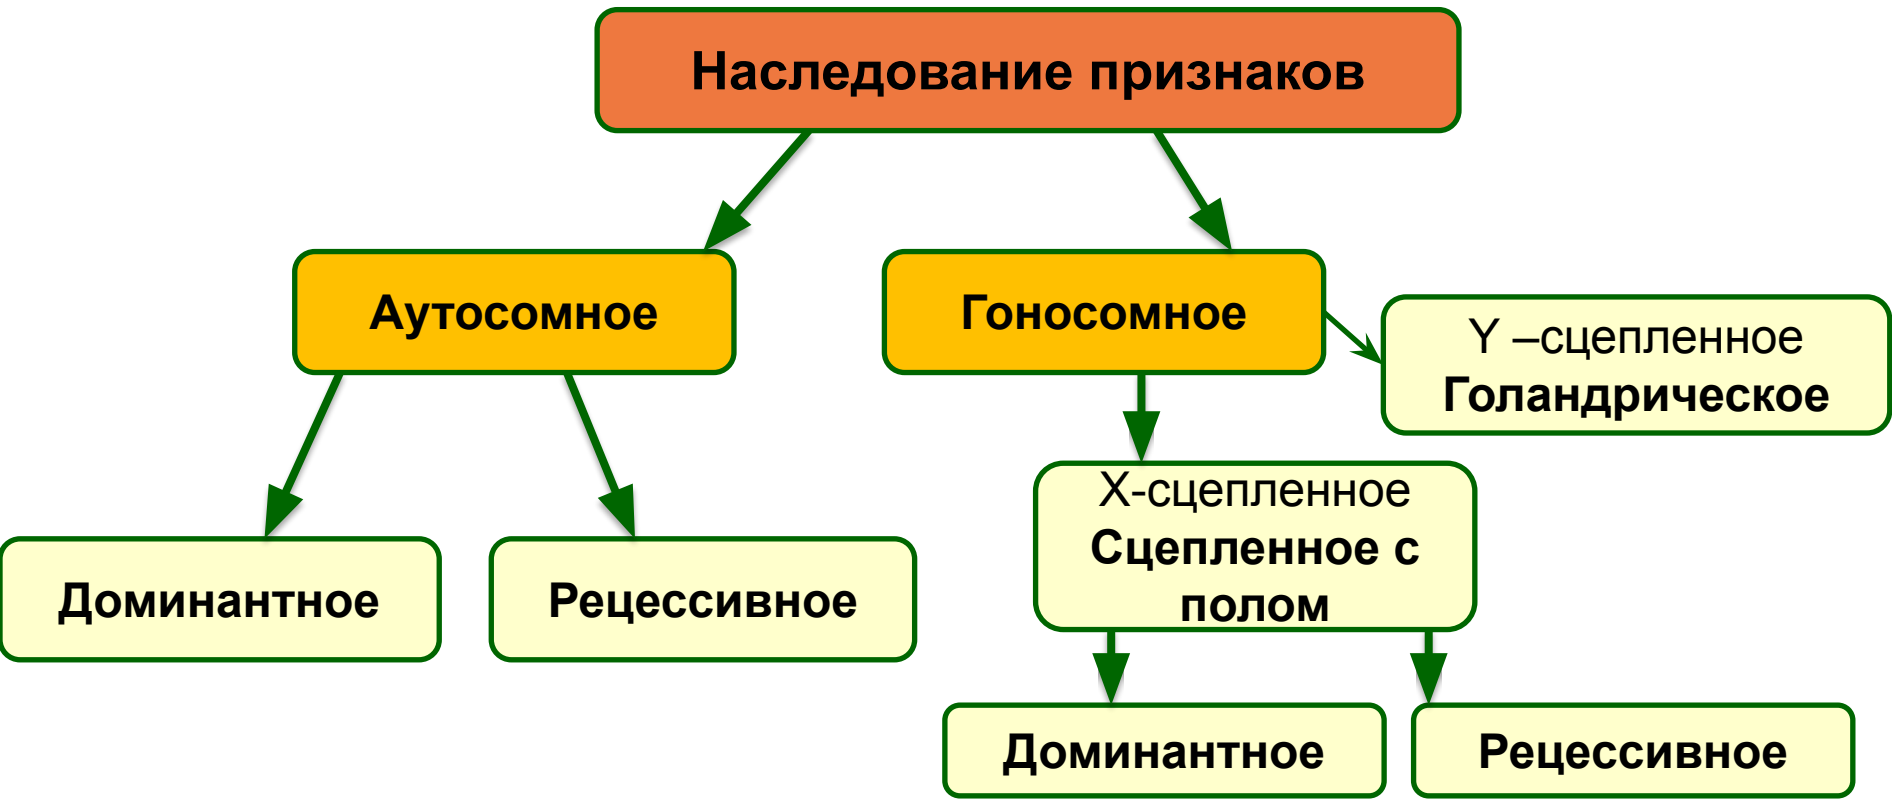 Наследование признаков
Аутосомное
Гоносомное
Y –сцепленное
Голандрическое
X-сцепленное
Сцепленное с
полом
Доминантное
Рецессивное
Доминантное
Рецессивное